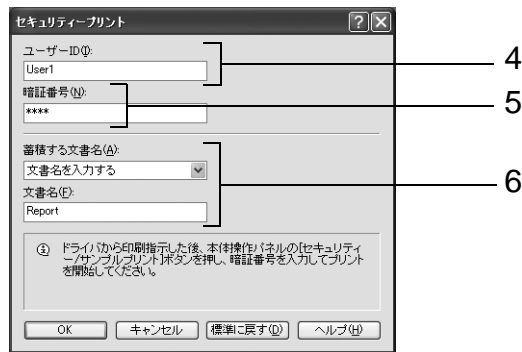 セキュリティープリント
ユーザーID(I):
User1
4
暗証番号(N):
5
****
蓄積する文書名(A):
文書名を入力する
6
文書名(F):
Report
ドライバから印刷指示した後、本体操作パネルの[セキュリティ
ー/サンプルプリント]ボタンを押し、暗証番号を入力してプリント
を開始してください。
OK キャンセル 標準に戻す(D) ヘルプ(H)